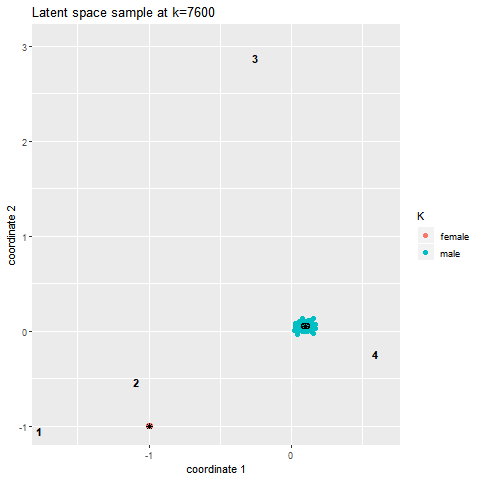 Latent space sample at k=7600
3
3
2
coordinate 2
K
female
1
male
0
4
2
-1
1
-1
0
coordinate 1